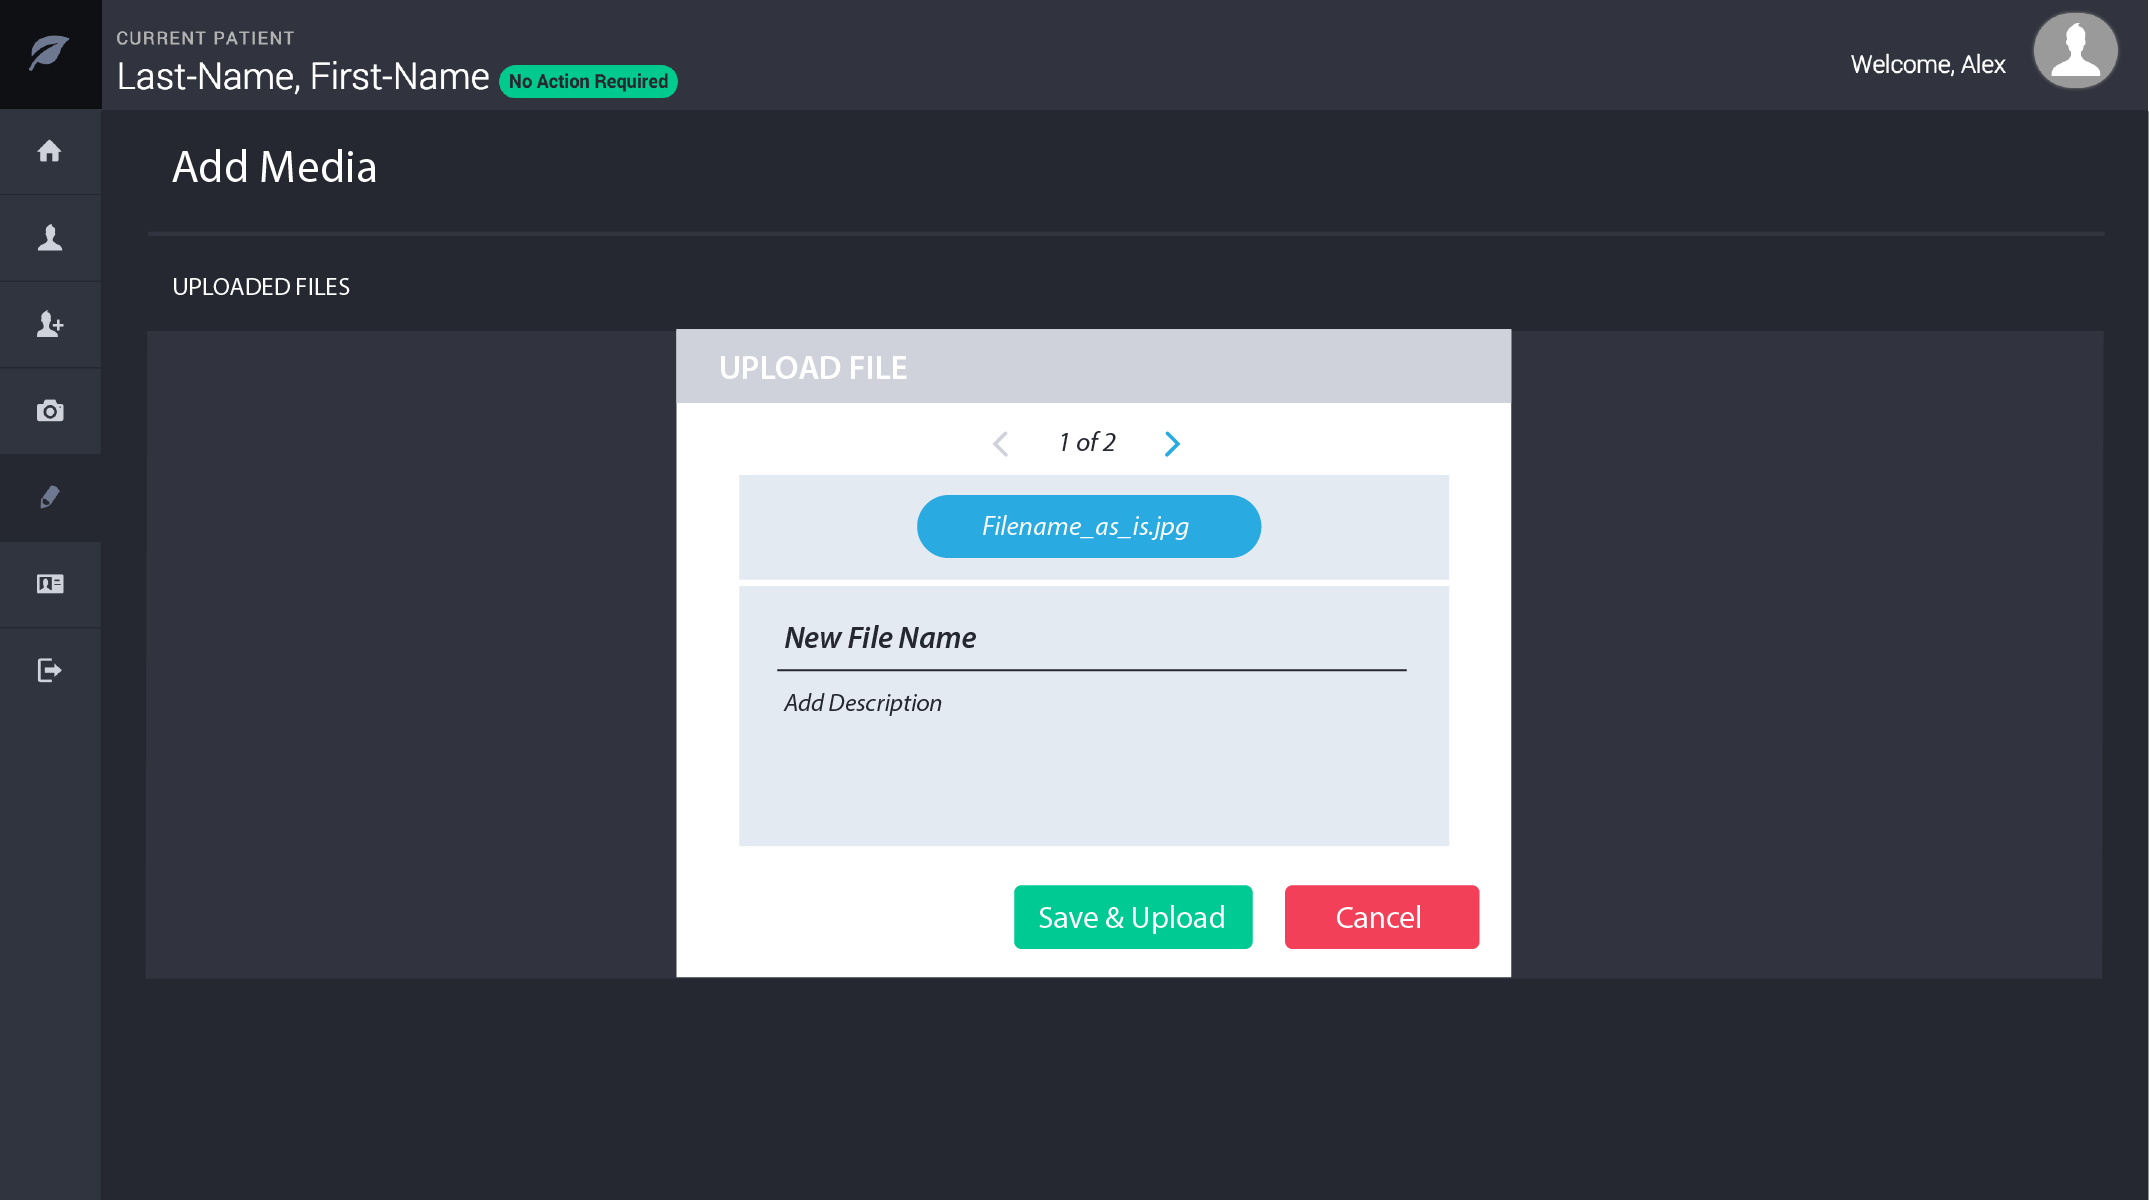 CURRENT PATIENT
Last-Name, First-Name No Action Required
Welcome, Alex
Add Media
UPLOADED FILES
UPLOAD FILE
1 of 2
Filename_as_is.jpg
New File Name
Add Description
Save & Upload
Cancel